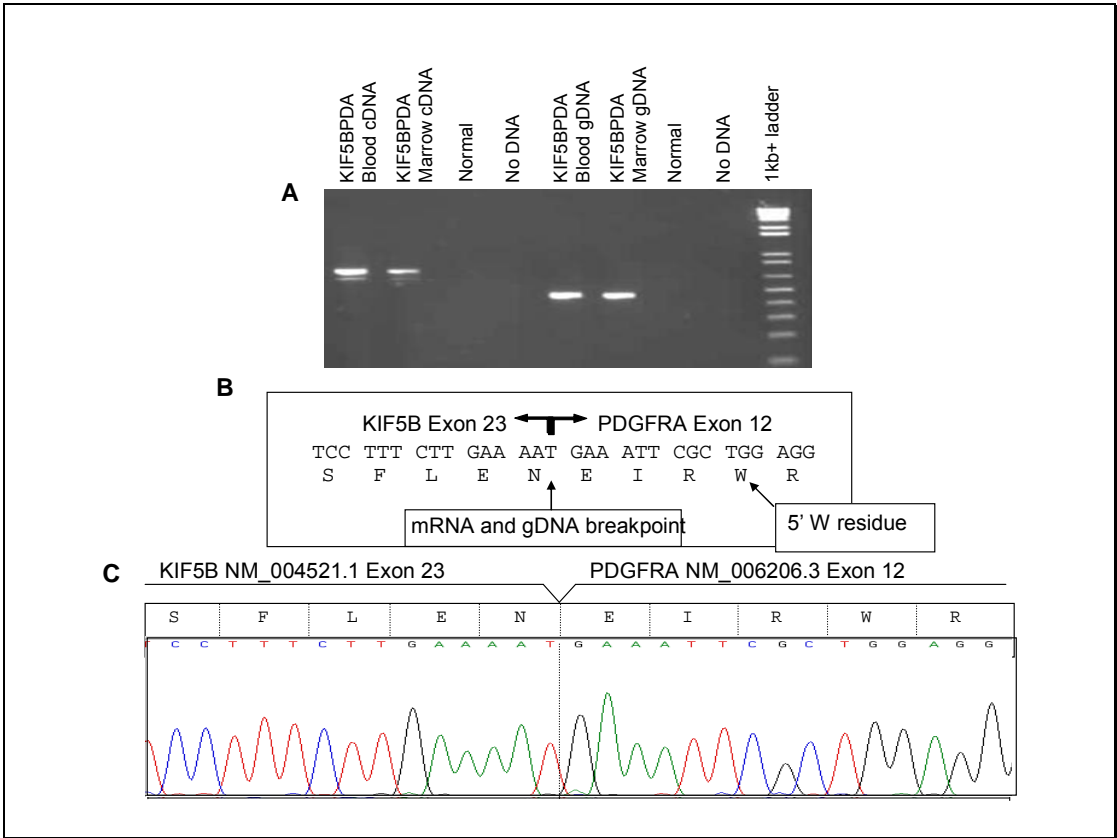 KIF5BPDA
Blood cDNA
KIF5BPDA
Marrow cDNA
Normal
No DNA
KIF5BPDA
Blood gDNA
KIF5BPDA
Marrow gDNA
Normal
No DNA
1kb+ ladder
A
B
KIF5B Exon 23 PDGFRA Exon 12
TCC TTT CTT GAA AAT GAA ATT CGC TGG AGG
S F L E N E I R W R
mRNA and gDNA breakpoint
5' W residue
C
KIF5B NM_004521.1 Exon 23 PDGFRA NM_006206.3 Exon 12
S F L E N E I R W R
T C C T T T C T T G A A A A T G A A A T T C G C T G G A G G